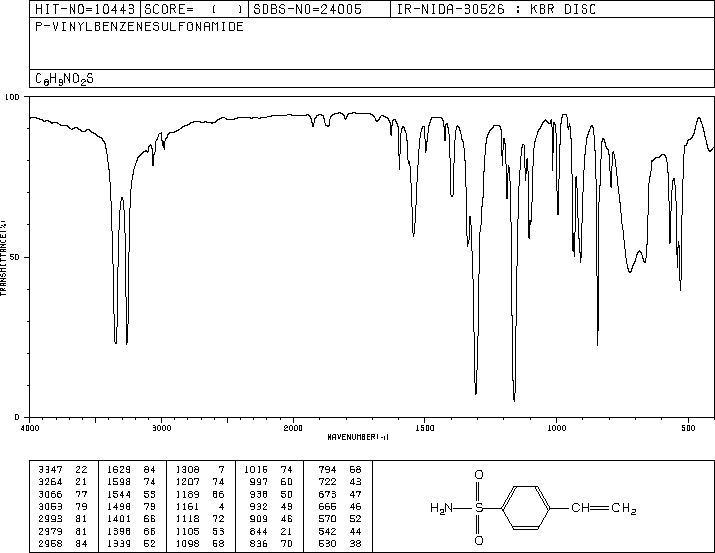 HIT-NO=10443 SCORE= ( ) SDBS-NO=24005 IR-NIDA-30526 : KBR DISC
P-VINYLBENZENESULFONAMIDE
C8H9NO2S
100
50
0
TRANSMITTANCE(%)
4000 3000 2000 1500 1000 500
WAVENUMBER(-1)
3347 22 1629 84 1308 7 1016 74 794 68
3264 21 1598 74 1207 74 997 60 722 43
3066 77 1544 55 1189 66 938 50 673 47
3053 79 1498 79 1161 4 932 49 666 46
2993 81 1401 66 1118 72 909 46 570 52
2979 81 1398 66 1105 53 844 21 542 44
2958 84 1339 52 1098 58 836 70 530 38
O
H2N S CH CH2
O